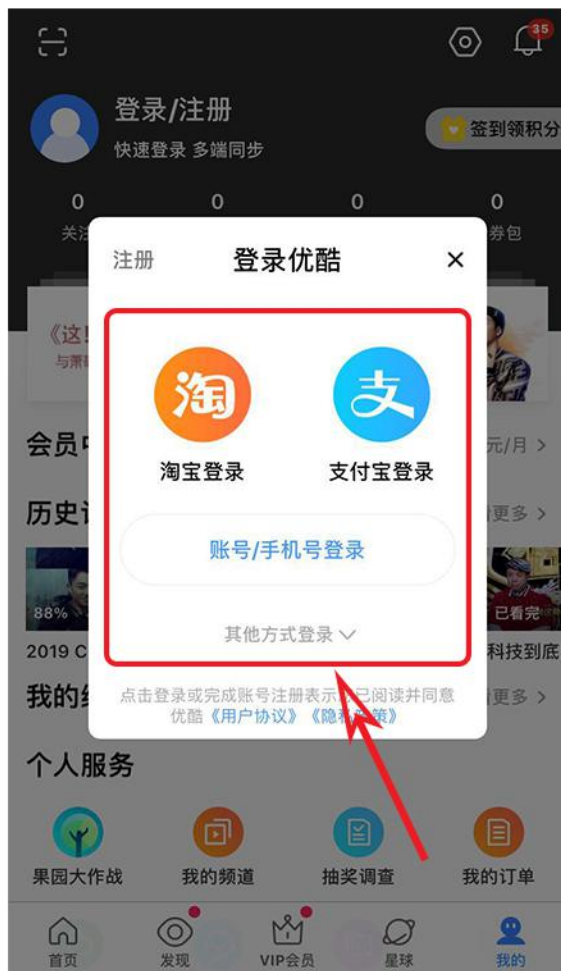 35
登录/注册
快速登录 多端同步
签到领积分
0 0 0 0
关注 券包
注册 登录优酷 ×
《这!
与萧
淘 支
淘宝登录 支付宝登录
会员中 元/月 >
账号/手机号登录
历史记 更多 >
88% 已看完
其他方式登录
2019 C 科技到底
点击登录或完成账号注册表示您已阅读并同意
优酷《用户协议》《隐私政策》
我的 更多 >
个人服务
果园大作战 我的频道 抽奖调查 我的订单
首页 发现 VIP会员 星球 我的